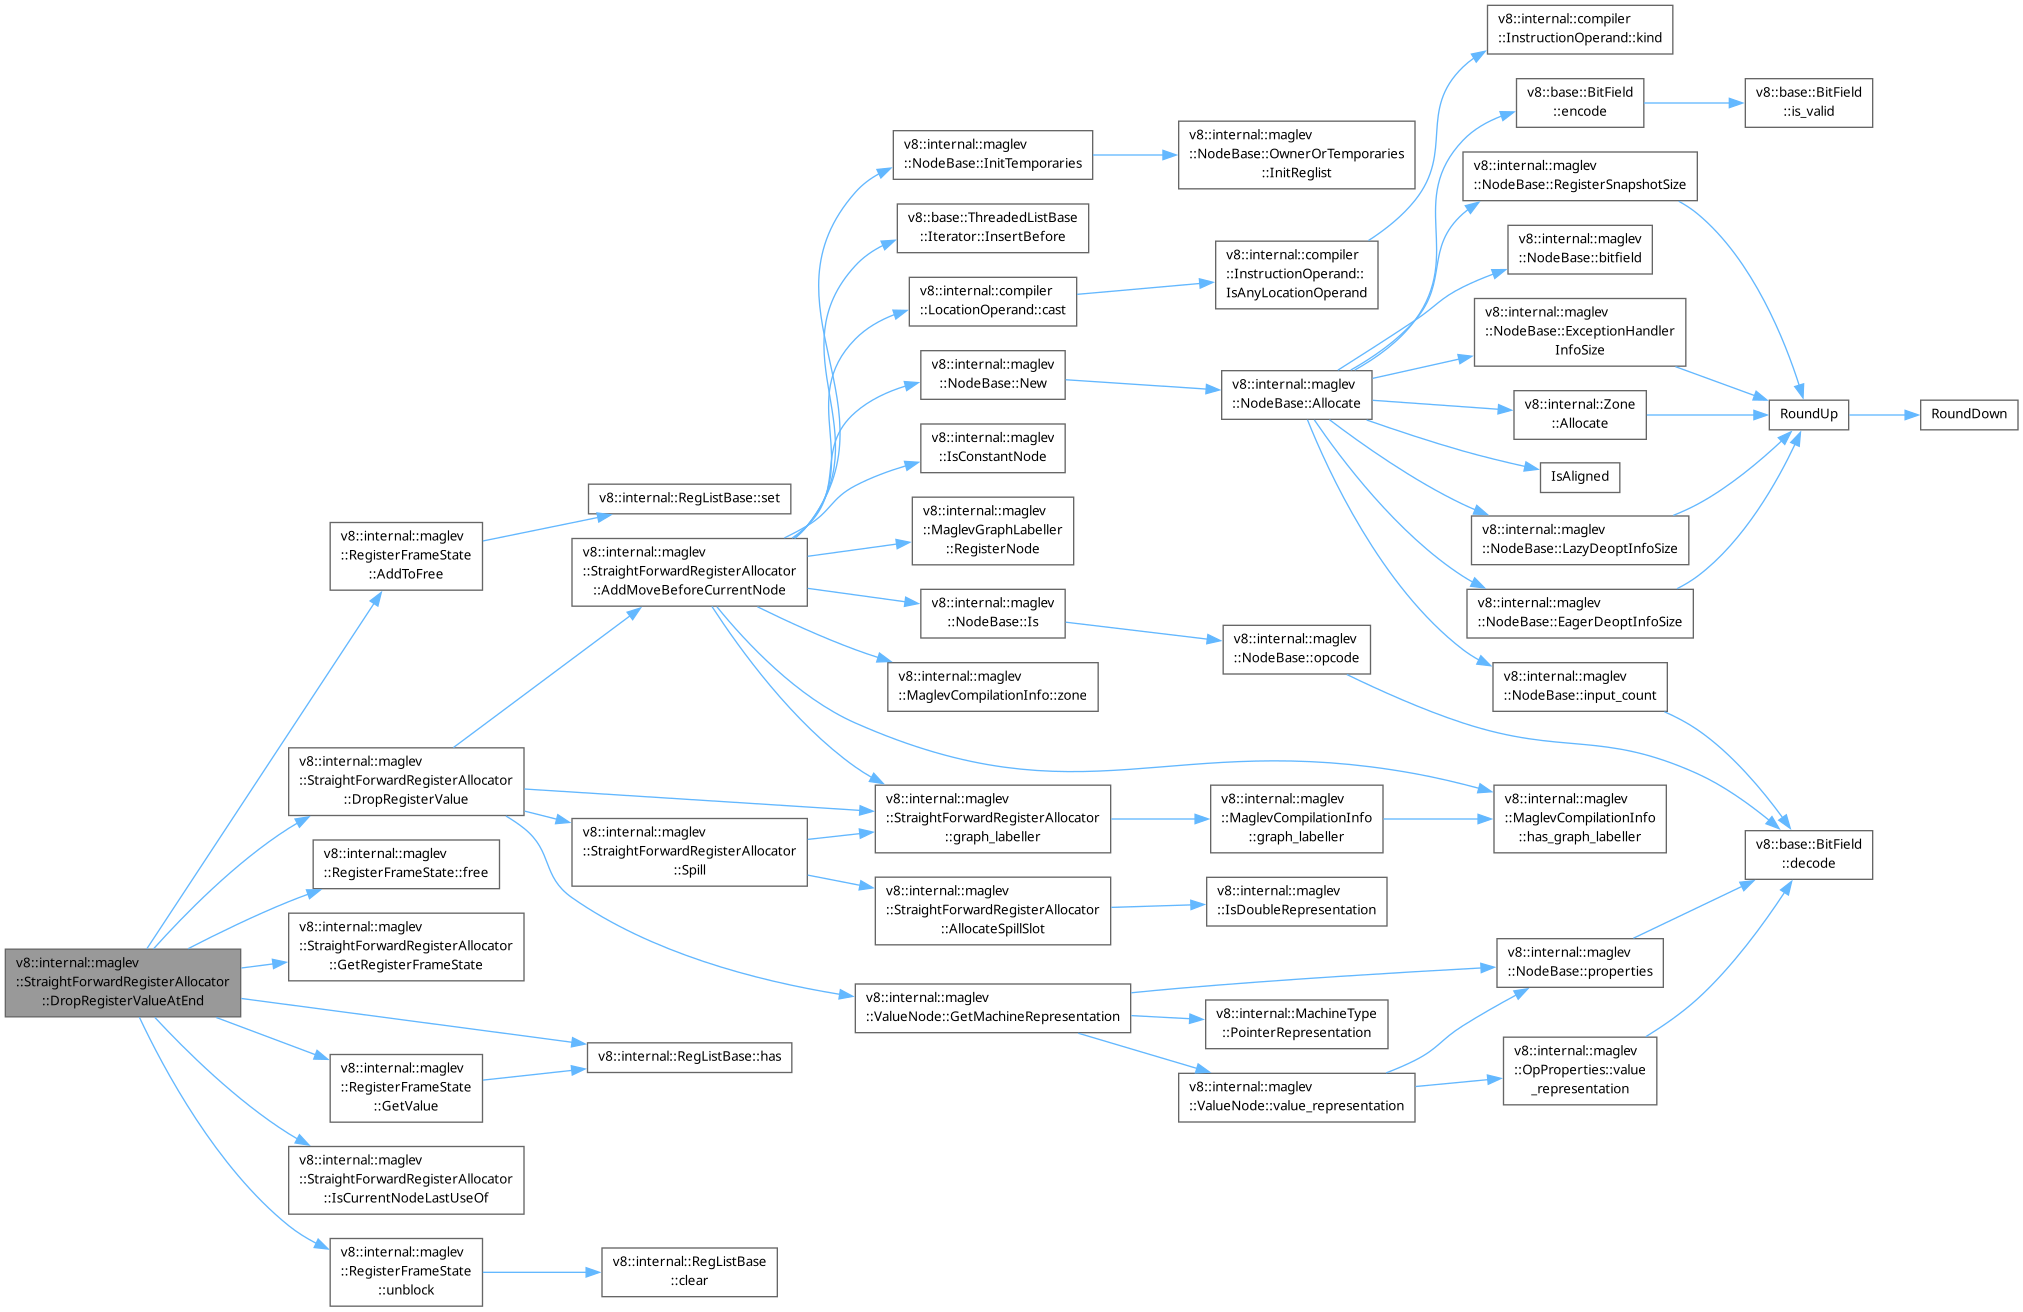 v8::internal::maglev
::StraightForwardRegisterAllocator
::DropRegisterValueAtEnd
v8::internal::maglev
::RegisterFrameState
::AddToFree
v8::internal::RegListBase::set
v8::internal::maglev
::StraightForwardRegisterAllocator
::DropRegisterValue
v8::internal::maglev
::StraightForwardRegisterAllocator
::AddMoveBeforeCurrentNode
v8::internal::maglev
::NodeBase::InitTemporaries
v8::internal::maglev
::NodeBase::OwnerOrTemporaries
::InitReglist
v8::base::ThreadedListBase
::Iterator::InsertBefore
v8::internal::compiler
::LocationOperand::cast
v8::internal::compiler
::InstructionOperand::
IsAnyLocationOperand
v8::internal::compiler
::InstructionOperand::kind
v8::internal::maglev
::NodeBase::New
v8::internal::maglev
::NodeBase::Allocate
v8::base::BitField
::encode
v8::base::BitField
::is_valid
v8::internal::maglev
::NodeBase::RegisterSnapshotSize
v8::internal::maglev
::NodeBase::bitfield
v8::internal::maglev
::NodeBase::ExceptionHandler
InfoSize
v8::internal::Zone
::Allocate
RoundUp
RoundDown
IsAligned
v8::internal::maglev
::NodeBase::LazyDeoptInfoSize
v8::internal::maglev
::NodeBase::EagerDeoptInfoSize
v8::internal::maglev
::NodeBase::input_count
v8::internal::maglev
::IsConstantNode
v8::internal::maglev
::MaglevGraphLabeller
::RegisterNode
v8::internal::maglev
::NodeBase::Is
v8::internal::maglev
::NodeBase::opcode
v8::internal::maglev
::MaglevCompilationInfo::zone
v8::internal::maglev
::StraightForwardRegisterAllocator
::graph_labeller
v8::internal::maglev
::MaglevCompilationInfo
::graph_labeller
v8::internal::maglev
::MaglevCompilationInfo
::has_graph_labeller
v8::base::BitField
::decode
v8::internal::maglev
::StraightForwardRegisterAllocator
::Spill
v8::internal::maglev
::StraightForwardRegisterAllocator
::AllocateSpillSlot
v8::internal::maglev
::IsDoubleRepresentation
v8::internal::maglev
::RegisterFrameState::free
v8::internal::maglev
::StraightForwardRegisterAllocator
::GetRegisterFrameState
v8::internal::maglev
::ValueNode::GetMachineRepresentation
v8::internal::maglev
::NodeBase::properties
v8::internal::MachineType
::PointerRepresentation
v8::internal::maglev
::ValueNode::value_representation
v8::internal::maglev
::OpProperties::value
_representation
v8::internal::RegListBase::has
v8::internal::maglev
::RegisterFrameState
::GetValue
v8::internal::maglev
::StraightForwardRegisterAllocator
::IsCurrentNodeLastUseOf
v8::internal::maglev
::RegisterFrameState
::unblock
v8::internal::RegListBase
::clear